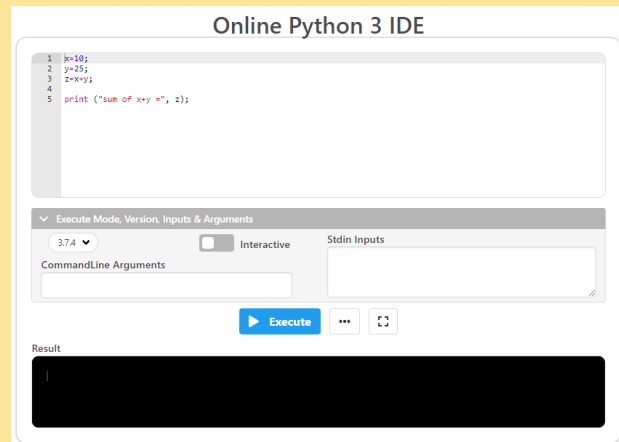 Online Python 3 IDE
1 x=10;
2 y=25;
3 z=x+y;
4
5 print ("sum of x+y =", z);
Execute Mode, Version, Inputs & Arguments
3.7.4
Interactive
Stdin Inputs
CommandLine Arguments
Execute
•••
Result